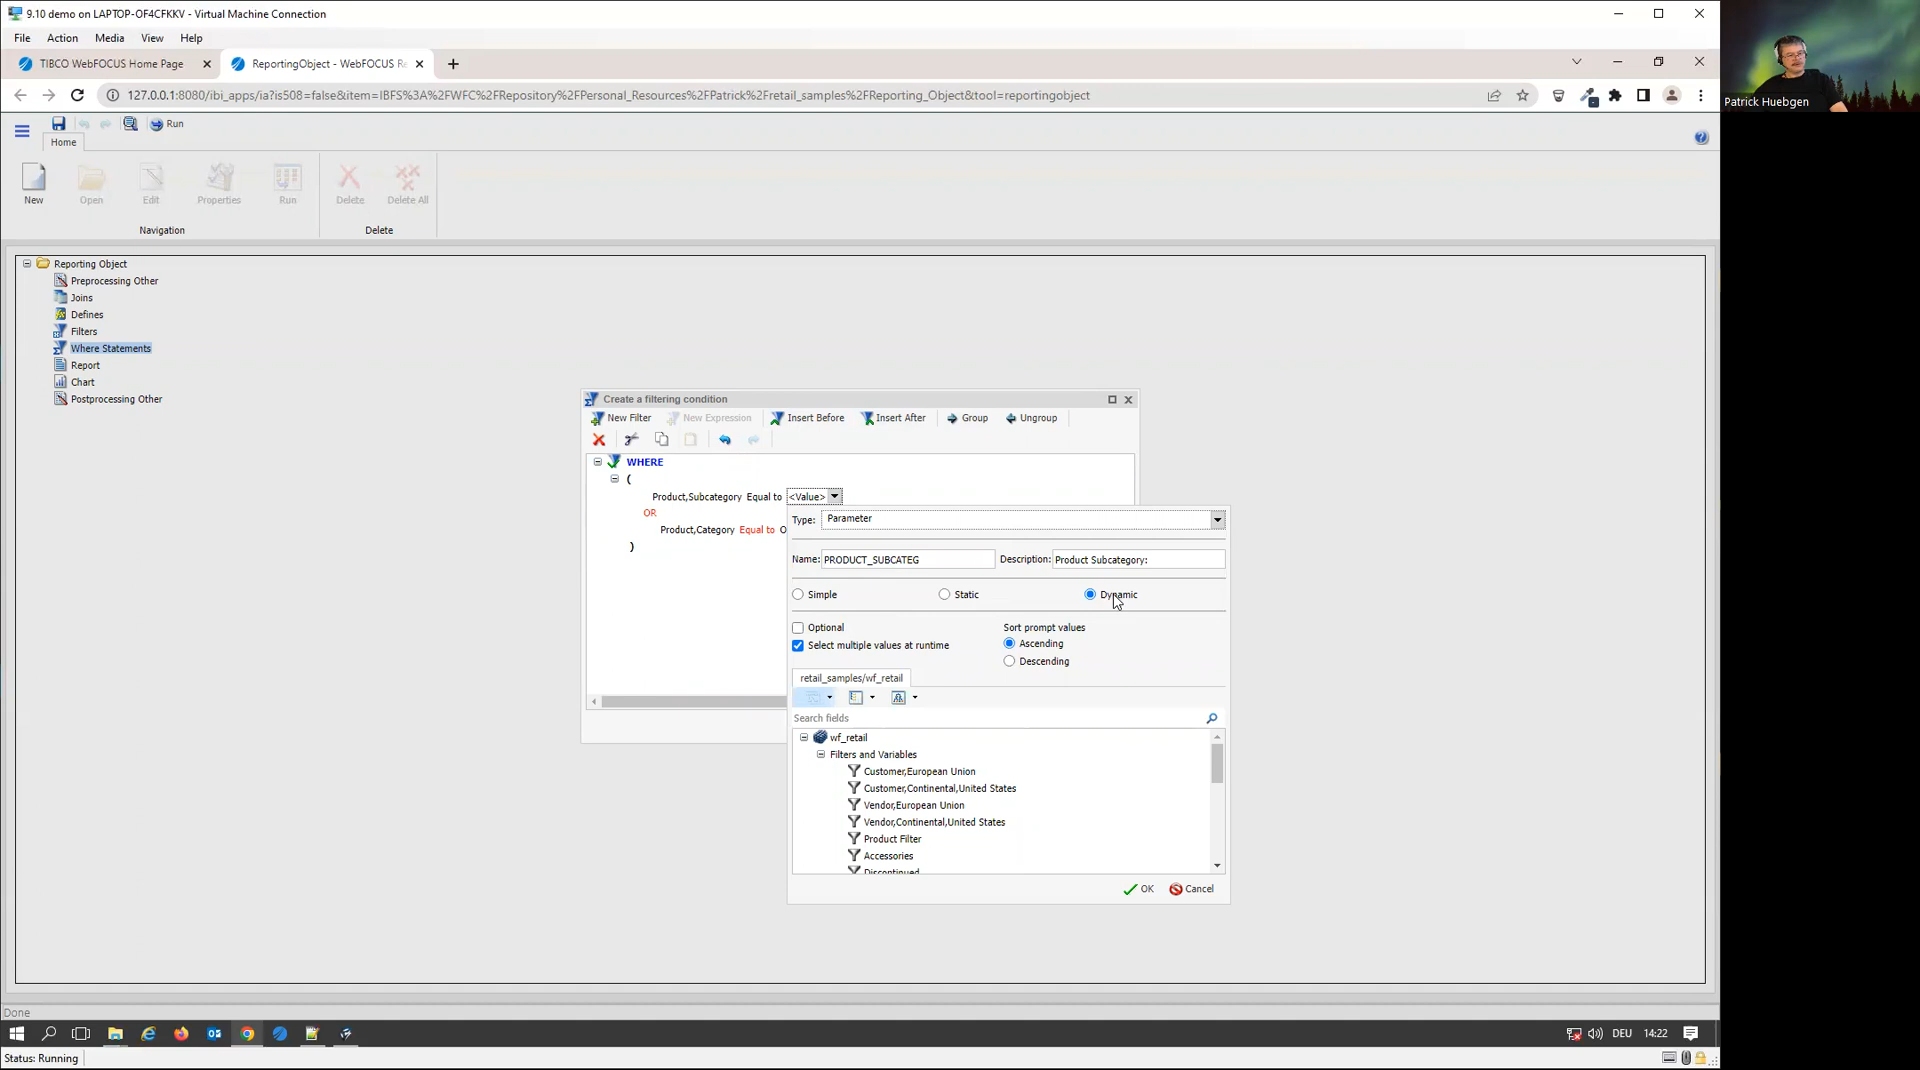 9.10 demo on LAPTOP-OF4CFKKV - Virtual Machine Connection
File Action Media View Help
TIBCO WebFOCUS Home Page
ReportingObject - WebFOCUS Re
Patrick Huebgen
127.0.0.1:8080/ibi_apps/ia?is508=false&item=IBFS%3A%2FWFC%2FRepository%2FPersonal_Resources%2FPatrick%2Fretail_samples%2FReporting_Object&tool=reportingobject
Run
Home
New Open Edit Properties Run Delete Delete All
Navigation Delete
Reporting Object
Preprocessing Other
Joins
Defines
Filters
Where Statements
Report
Chart
Postprocessing Other
Create a filtering condition
New Filter New Expression Insert Before Insert After Group Ungroup
WHERE
(
Product,Subcategory Equal to <Value>
OR
Product,Category Equal to O
)
Type: Parameter
Name: PRODUCT_SUBCATEG Description: Product Subcategory:
Simple Static Dynamic
Optional Sort prompt values
Select multiple values at runtime Ascending
Descending
retail_samples/wf_retail
Search fields
wf_retail
Filters and Variables
Customer,European Union
Customer,Continental,United States
Vendor,European Union
Vendor,Continental,United States
Product Filter
Accessories
Discontinued
OK Cancel
Done
DEU 14:22
Status: Running